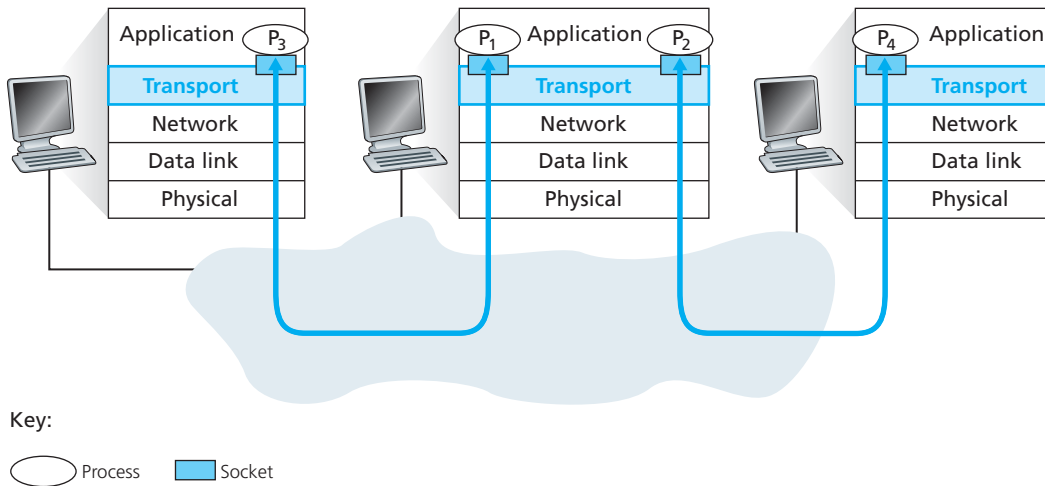 Application P3
Transport
Network
Data link
Physical
P1 Application P2
Transport
Network
Data link
Physical
P4 Application
Transport
Network
Data link
Physical
Key:
Process
Socket